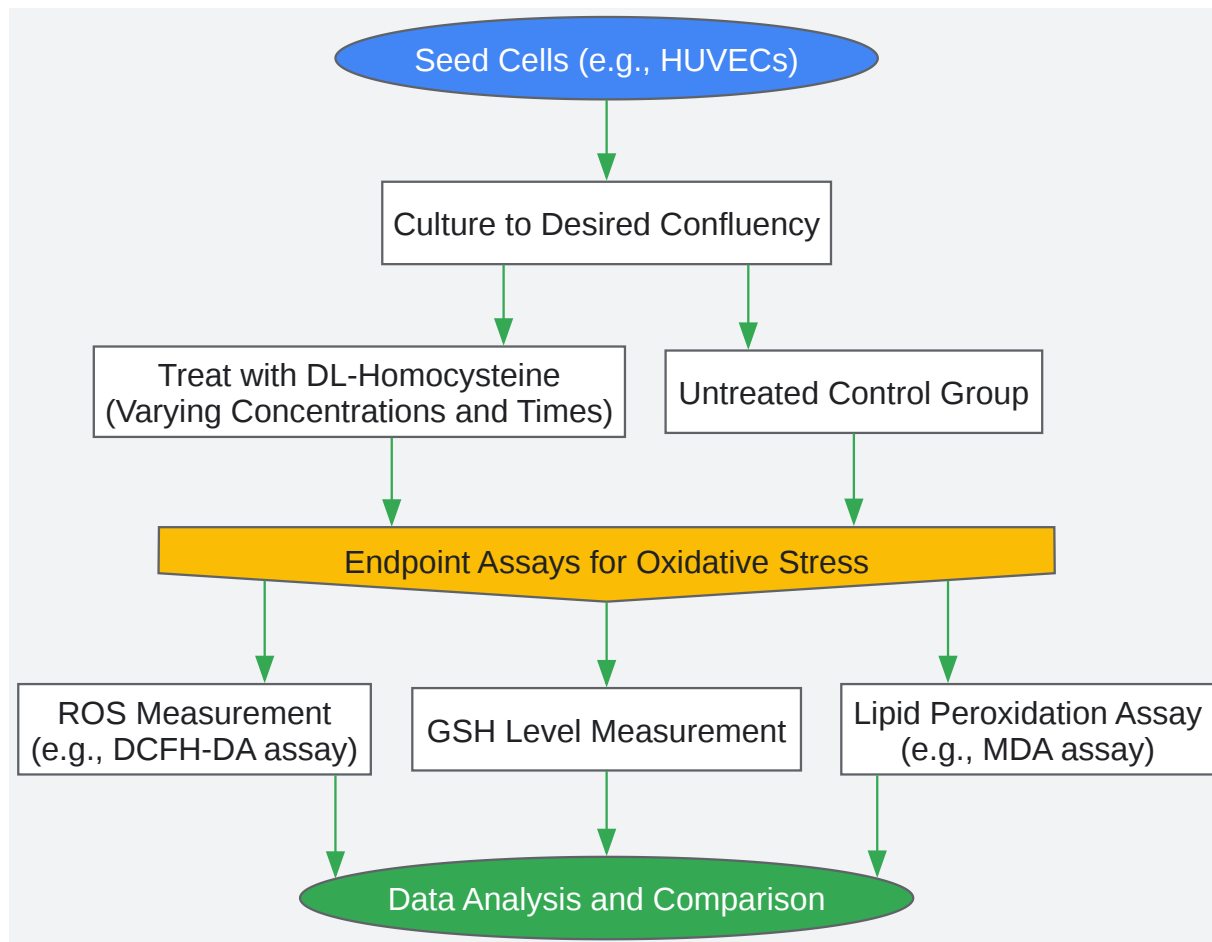 Seed Cells (e.g., HUVECs)
Culture to Desired Confluency
Treat with DL-Homocysteine
(Varying Concentrations and Times)
Untreated Control Group
Endpoint Assays for Oxidative Stress
ROS Measurement
(e.g., DCFH-DA assay)
GSH Level Measurement
Lipid Peroxidation Assay
(e.g., MDA assay)
Data Analysis and Comparison